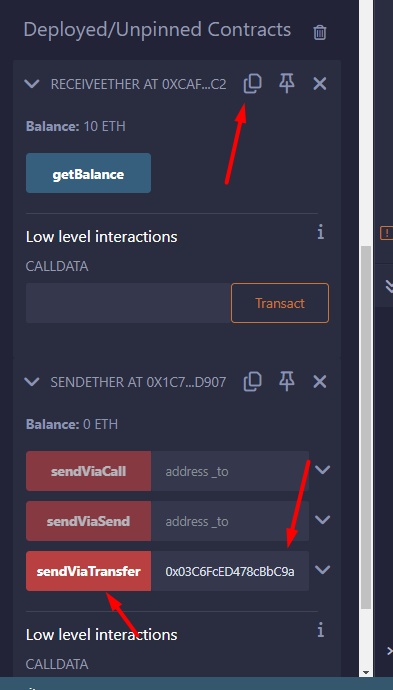 Deployed/Unpinned Contracts
RECEIVEETHER AT 0XCAF...C2
Balance: 10 ETH
getBalance
Low level interactions
i
CALLDATA
Transact
SENDETHER AT 0X1C7...D907
Balance: 0 ETH
sendViaCall address _to
sendViaSend address _to
sendViaTransfer 0x03C6FcED478cBbC9a
Low level interactions
i
CALLDATA